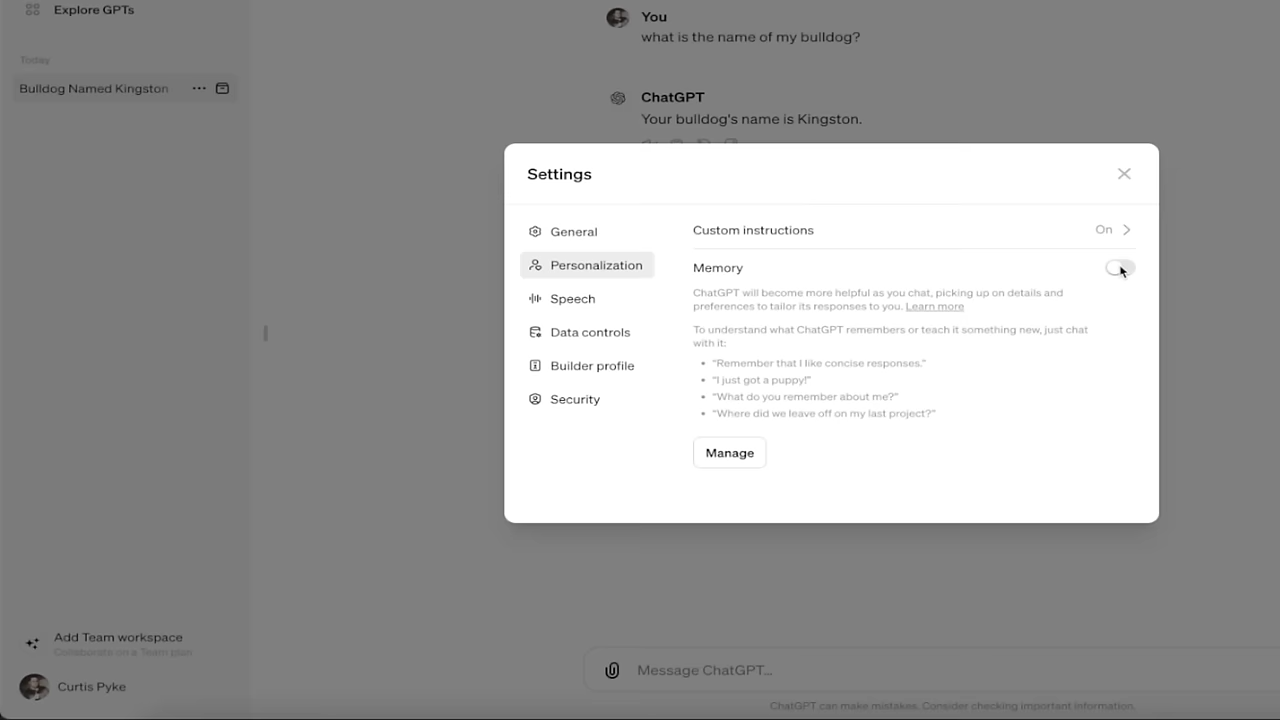 Explore GPTs
Today
Bulldog Named Kingston
Add Team workspace
Collaborate on a Team plan
Curtis Pyke
You
what is the name of my bulldog?
ChatGPT
Your bulldog's name is Kingston.
Settings
General
Personalization
Speech
Data controls
Builder profile
Security
Custom instructions On
Memory
ChatGPT will become more helpful as you chat, picking up on details and
preferences to tailor its responses to you. Learn more
To understand what ChatGPT remembers or teach it something new, just chat
with it:
• "Remember that I like concise responses."
• "I just got a puppy!"
• "What do you remember about me?"
• "Where did we leave off on my last project?"
Manage
Message ChatGPT...
ChatGPT can make mistakes. Consider checking important information.